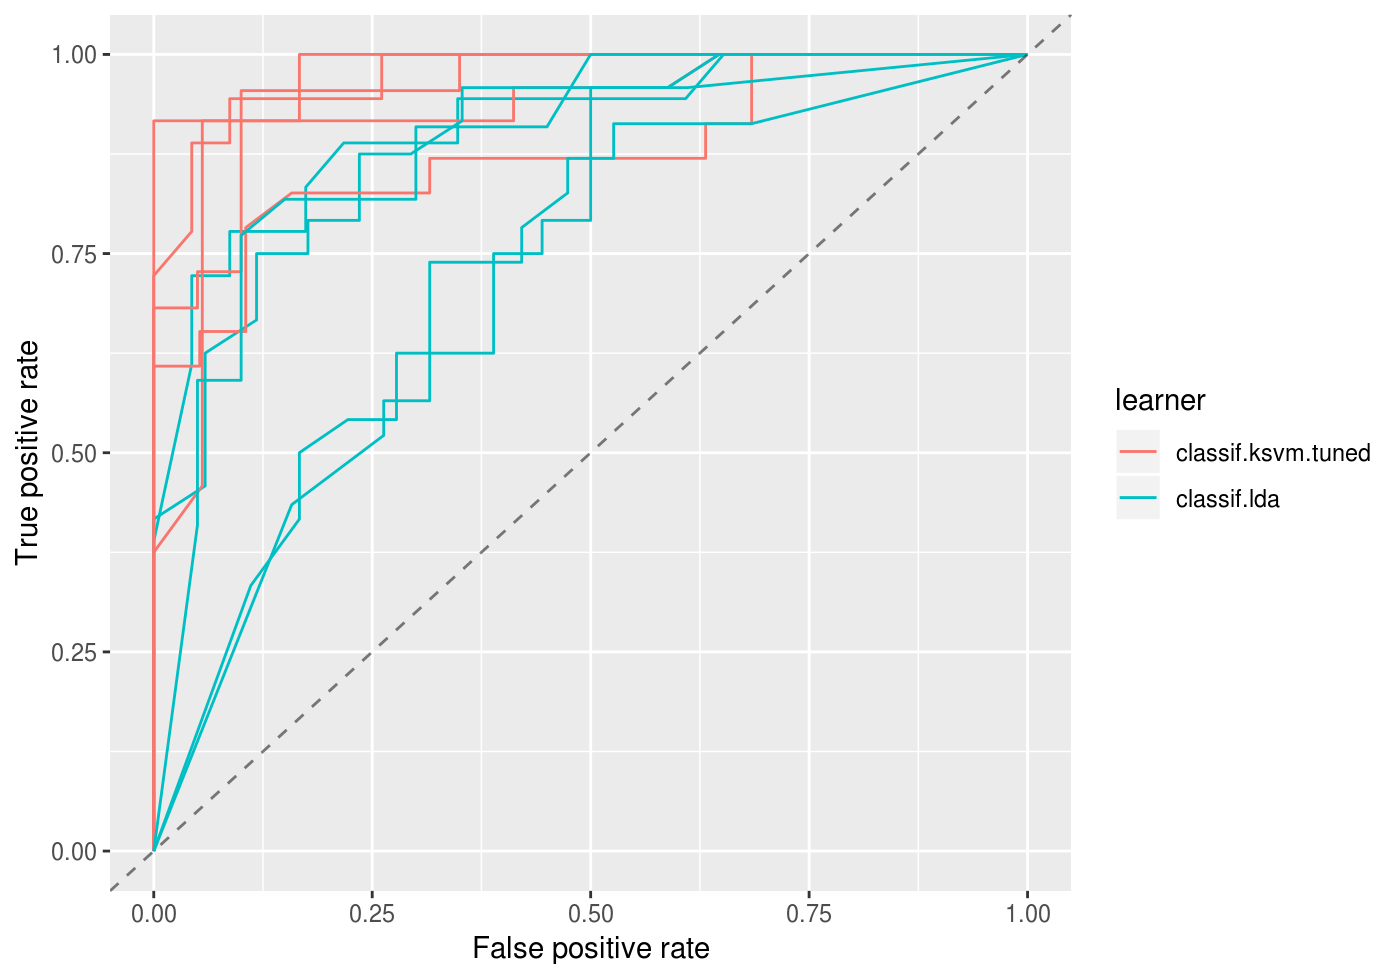 1.00
0.75
0.50
0.25
0.00
True positive rate
0.00 0.25 0.50 0.75 1.00
False positive rate
learner
classif.ksvm.tuned
classif.lda